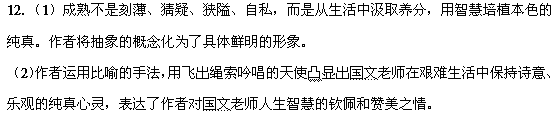 12. （1）成熟不是刻薄、猜疑、狭隘、自私，而是从生活中汲取养分，用智慧培植本色的
纯真。作者将抽象的概念化为了具体鲜明的形象。
（2）作者运用比喻的手法，用飞出绳索吟唱的天使凸显出国文老师在艰难生活中保持诗意、
乐观的纯真心灵，表达了作者对国文老师人生智慧的钦佩和赞美之情。